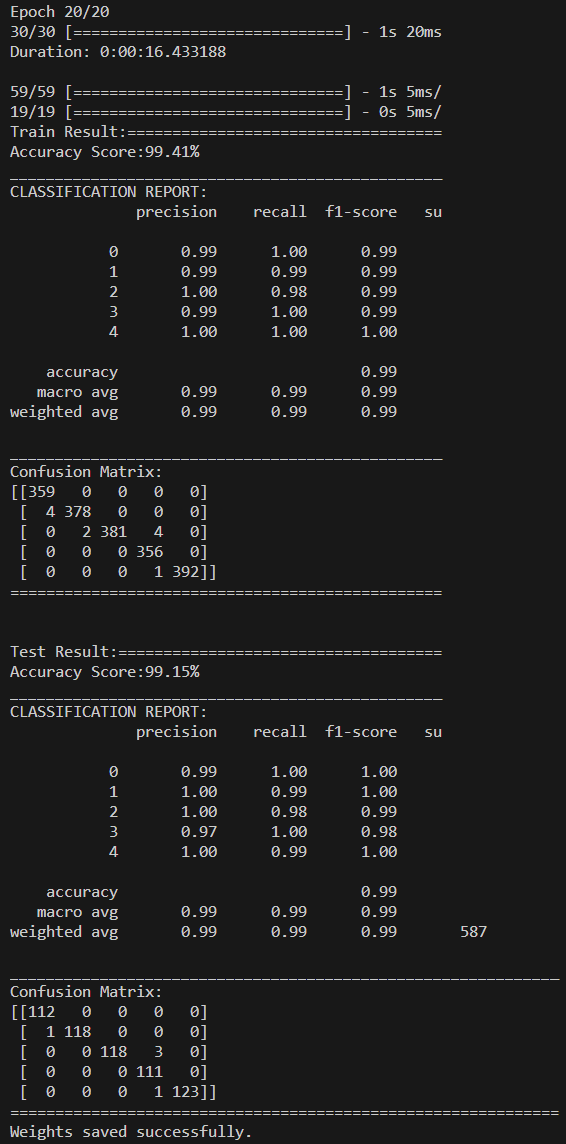 Epoch 20/20
30/30 [==============================] - 1s 20ms
Duration: 0:00:16.433188
59/59 [==============================] - 1s 5ms/
19/19 [==============================] - 0s 5ms/
Train Result:===================================
Accuracy Score:99.41%
________________________________________________
CLASSIFICATION REPORT:
              precision    recall  f1-score   su
           0       0.99      1.00      0.99
           1       0.99      0.99      0.99
           2       1.00      0.98      0.99
           3       0.99      1.00      0.99
           4       1.00      1.00      1.00
    accuracy                           0.99
   macro avg       0.99      0.99      0.99
weighted avg       0.99      0.99      0.99
________________________________________________
Confusion Matrix:
[[359   0   0   0   0]
 [  4 378   0   0   0]
 [  0   2 381   4   0]
 [  0   0   0 356   0]
 [  0   0   0   1 392]]
================================================
Test Result:====================================
Accuracy Score:99.15%
________________________________________________
CLASSIFICATION REPORT:
              precision    recall  f1-score   su
           0       0.99      1.00      1.00
           1       1.00      0.99      1.00
           2       1.00      0.98      0.99
           3       0.97      1.00      0.98
           4       1.00      0.99      1.00
    accuracy                           0.99
   macro avg       0.99      0.99      0.99
weighted avg       0.99      0.99      0.99       587
_____________________________________________________________
Confusion Matrix:
[[112   0   0   0   0]
 [  1 118   0   0   0]
 [  0   0 118   3   0]
 [  0   0   0 111   0]
 [  0   0   0   1 123]]
=============================================================
Weights saved successfully.